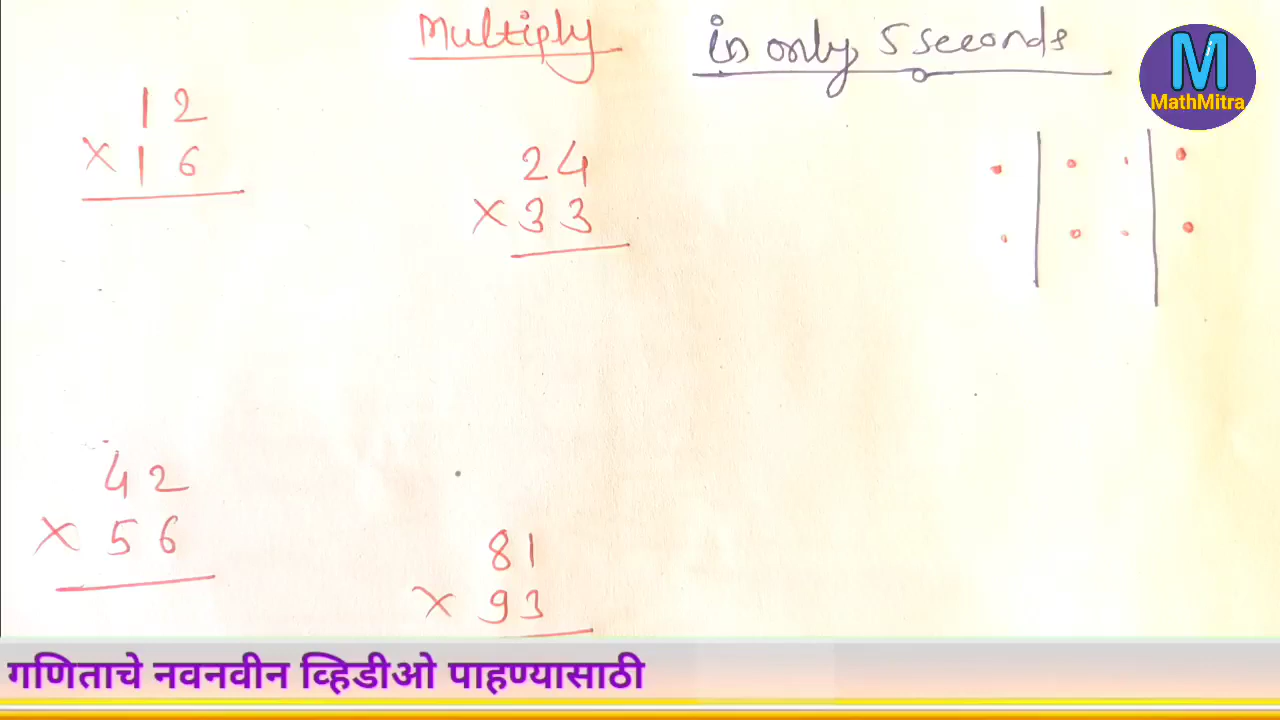 Multiply in only 5 seconds
M
MathMitra
12
×16
24
×33
42
×56
81
×93
गणिताचे नवनवीन व्हिडीओ पाहण्यासाठी